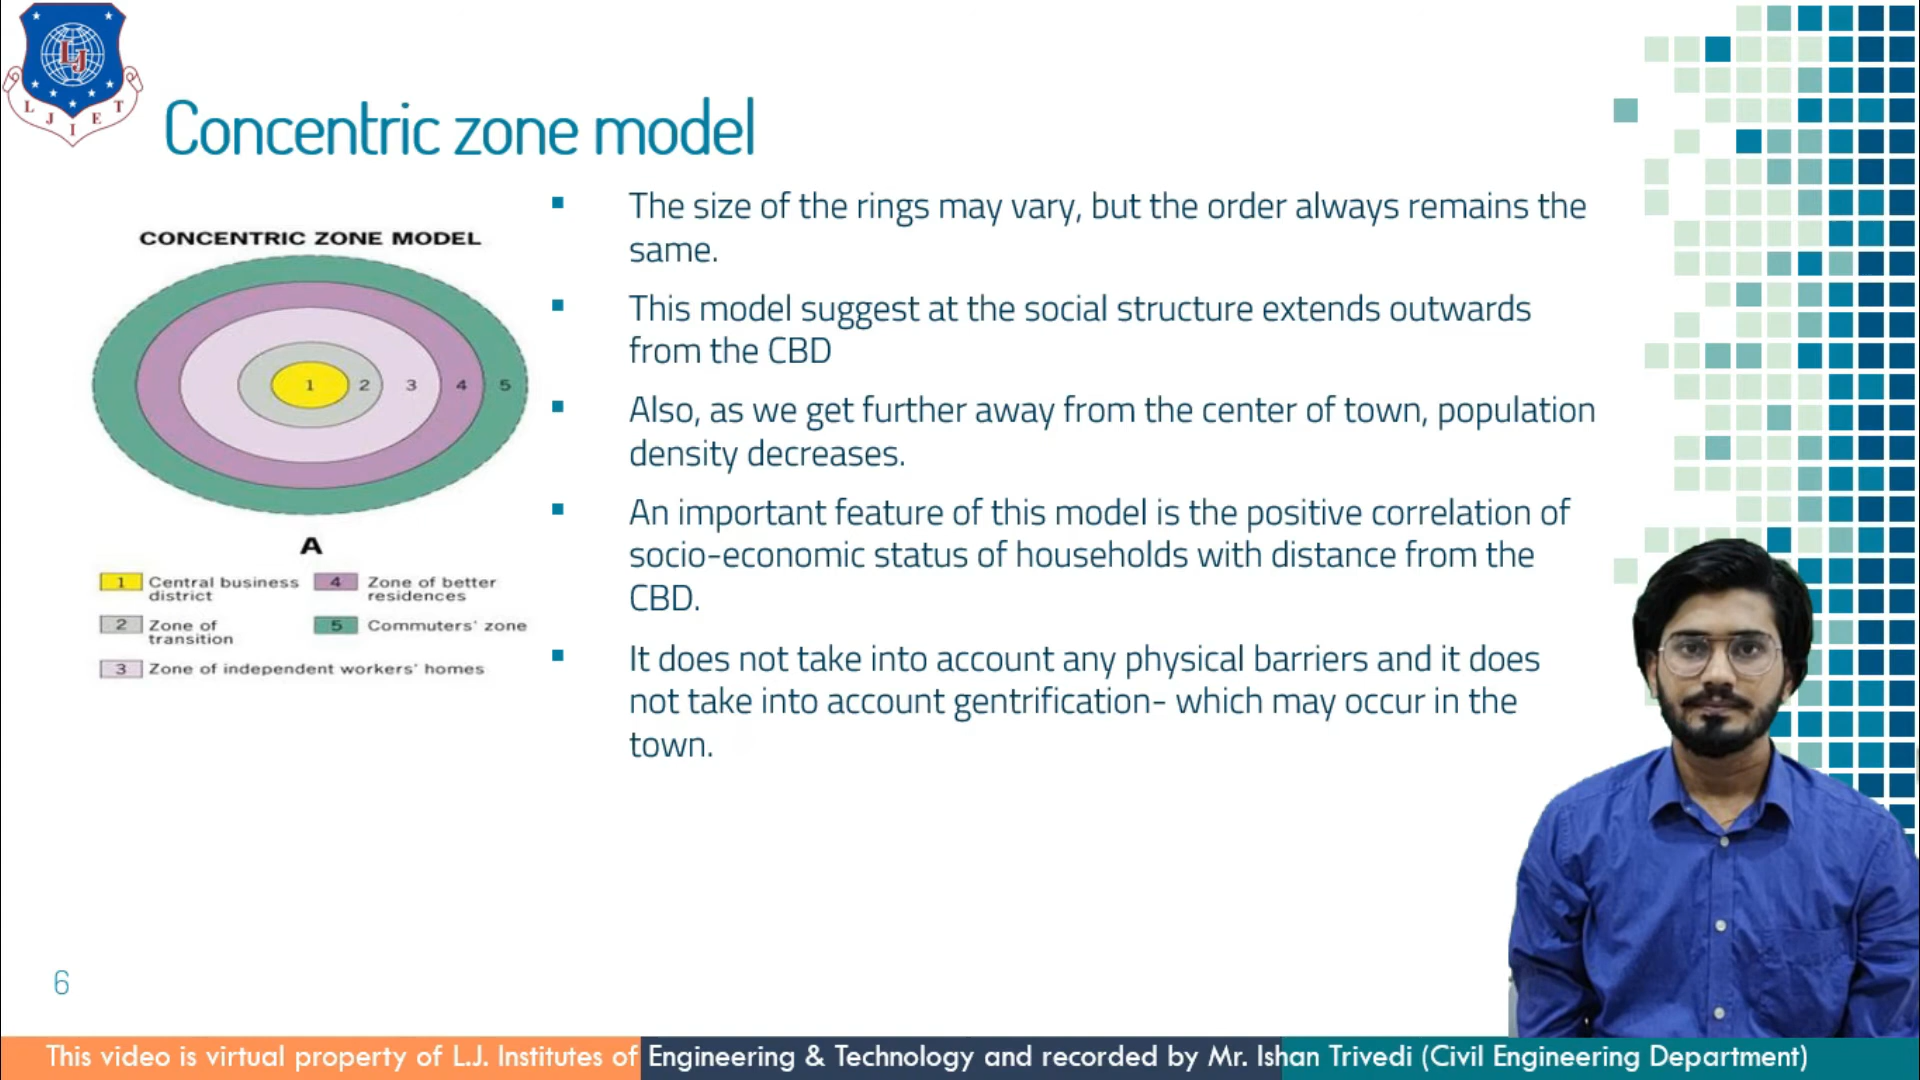 LJ
L J I E T
Concentric zone model
CONCENTRIC ZONE MODEL
1 2 3 4 5
A
1 Central business district
2 Zone of transition
3 Zone of independent workers' homes
4 Zone of better residences
5 Commuters' zone
The size of the rings may vary, but the order always remains the
same.
This model suggest at the social structure extends outwards
from the CBD
Also, as we get further away from the center of town, population
density decreases.
An important feature of this model is the positive correlation of
socio-economic status of households with distance from the
CBD.
It does not take into account any physical barriers and it does
not take into account gentrification- which may occur in the
town.
6
This video is virtual property of L.J. Institutes of Engineering & Technology and recorded by Mr. Ishan Trivedi (Civil Engineering Department)